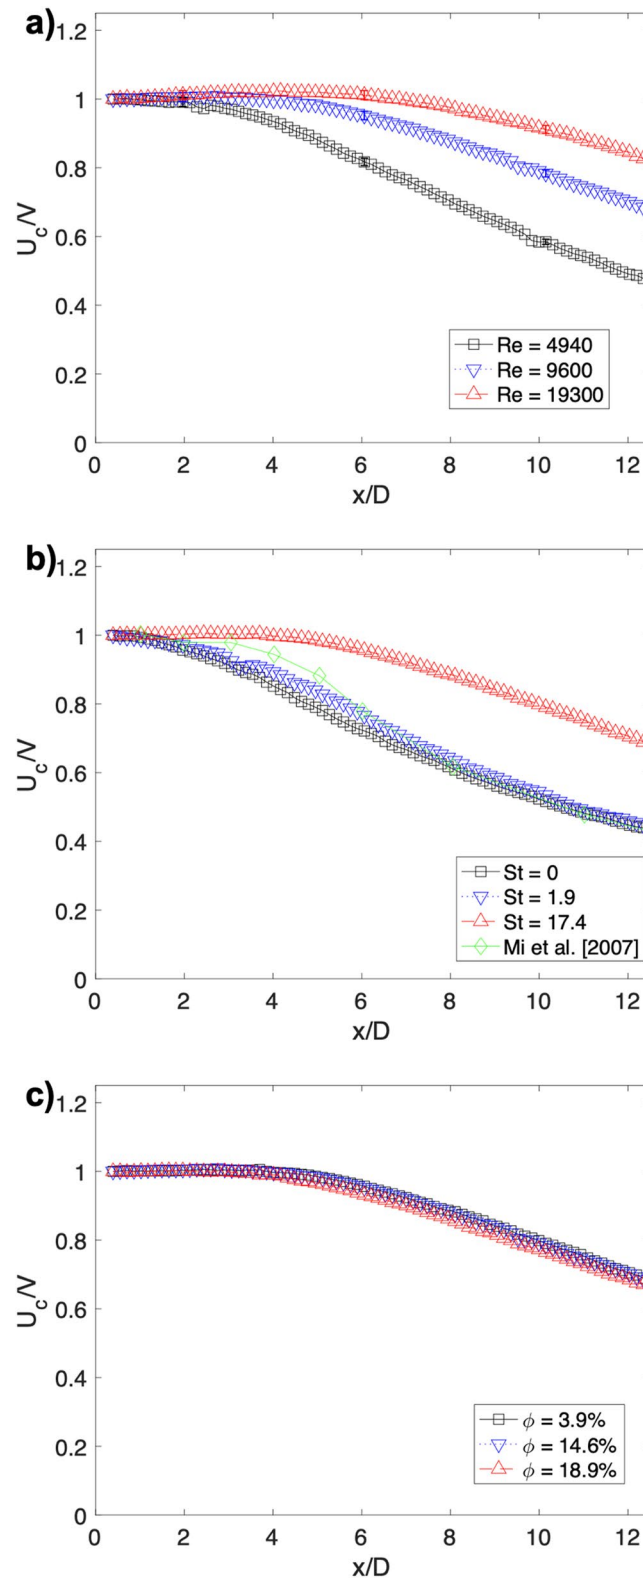 a)
1.2
1
0.8
0.6
0.4
0.2
0
U_c/V
Re = 4940
Re = 9600
Re = 19300
0 2 4 6 8 10 12
x/D
b)
1.2
1
0.8
0.6
0.4
0.2
0
U_c/V
St = 0
St = 1.9
St = 17.4
Mi et al. [2007]
0 2 4 6 8 10 12
x/D
c)
1.2
1
0.8
0.6
0.4
0.2
0
U_c/V
ϕ = 3.9%
ϕ = 14.6%
ϕ = 18.9%
0 2 4 6 8 10 12
x/D